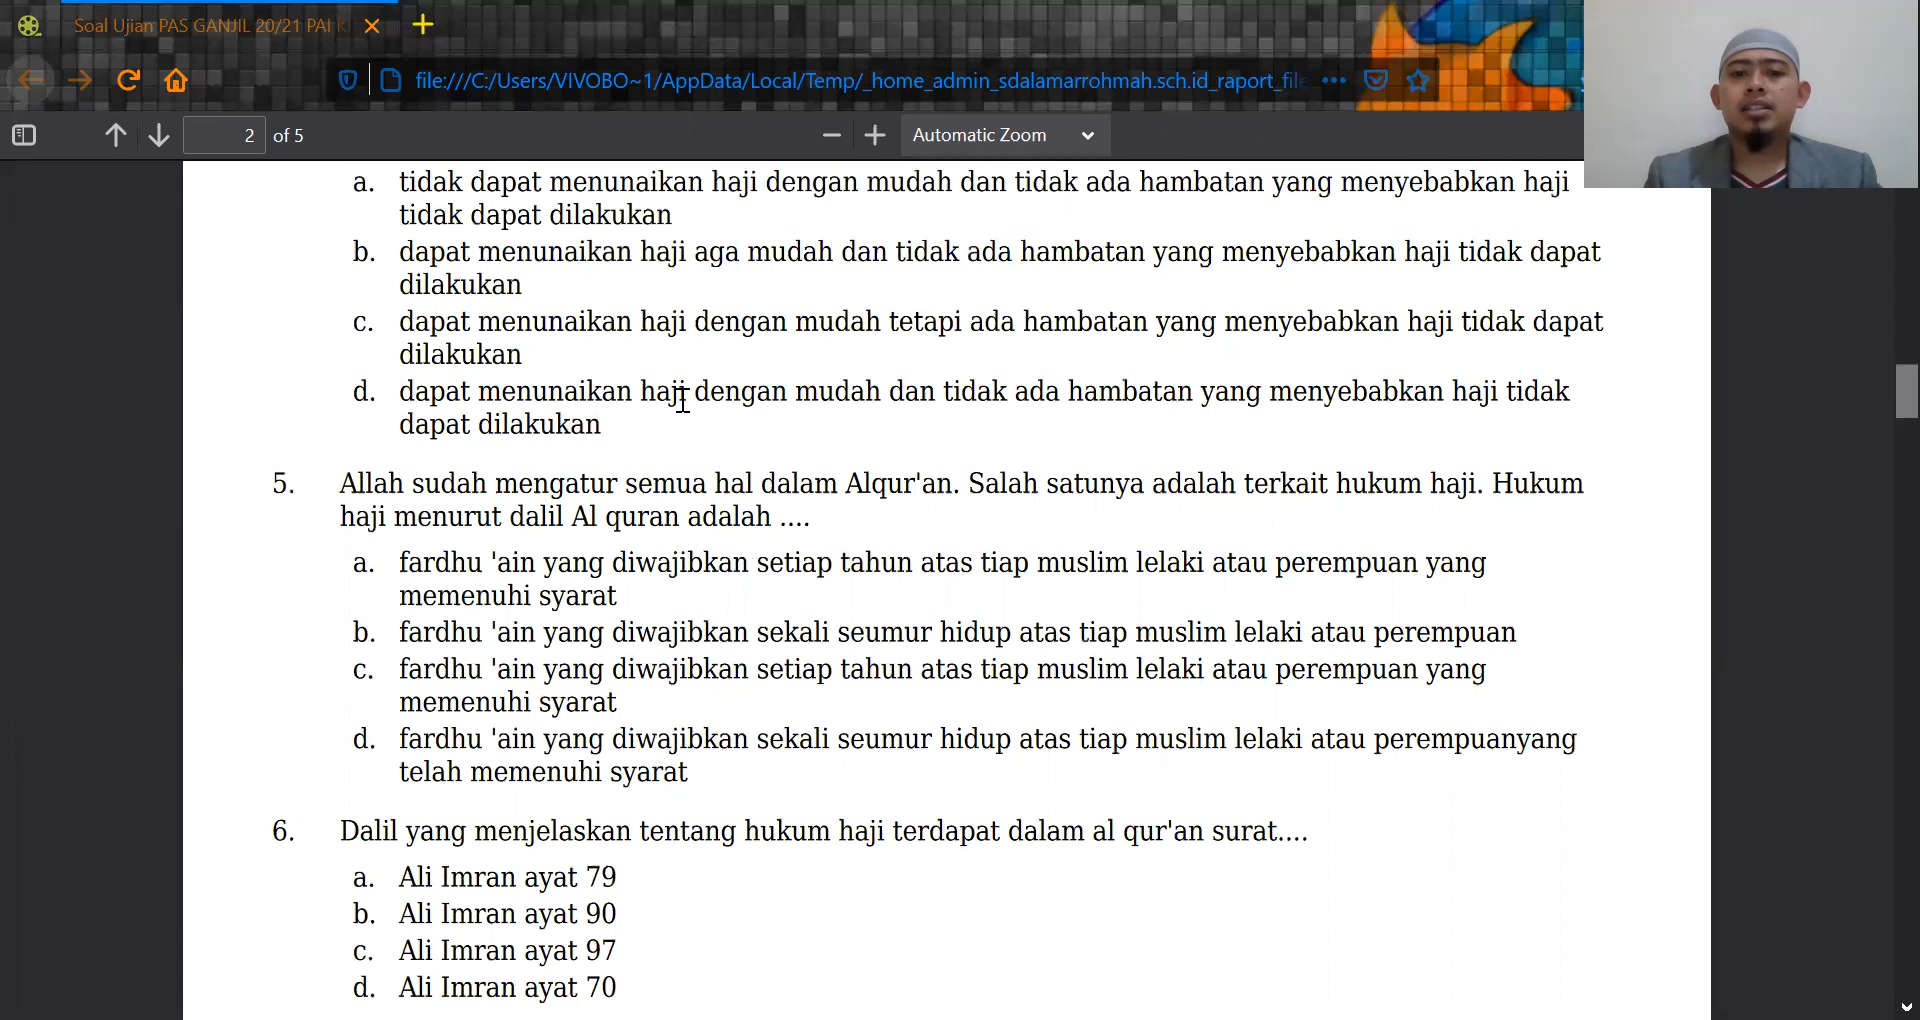 Soal Ujian PAS GANJIL 20/21 PAI K
file:///C:/Users/VIVOBO~1/AppData/Local/Temp/_home_admin_sdalamarrohmah.sch.id_raport_file
2 of 5
Automatic Zoom
a. tidak dapat menunaikan haji dengan mudah dan tidak ada hambatan yang menyebabkan haji
tidak dapat dilakukan
b. dapat menunaikan haji aga mudah dan tidak ada hambatan yang menyebabkan haji tidak dapat
dilakukan
c. dapat menunaikan haji dengan mudah tetapi ada hambatan yang menyebabkan haji tidak dapat
dilakukan
d. dapat menunaikan haji dengan mudah dan tidak ada hambatan yang menyebabkan haji tidak
dapat dilakukan
5. Allah sudah mengatur semua hal dalam Alqur'an. Salah satunya adalah terkait hukum haji. Hukum
haji menurut dalil Al quran adalah ....
a. fardhu 'ain yang diwajibkan setiap tahun atas tiap muslim lelaki atau perempuan yang
memenuhi syarat
b. fardhu 'ain yang diwajibkan sekali seumur hidup atas tiap muslim lelaki atau perempuan
c. fardhu 'ain yang diwajibkan setiap tahun atas tiap muslim lelaki atau perempuan yang
memenuhi syarat
d. fardhu 'ain yang diwajibkan sekali seumur hidup atas tiap muslim lelaki atau perempuanyang
telah memenuhi syarat
6. Dalil yang menjelaskan tentang hukum haji terdapat dalam al qur'an surat....
a. Ali Imran ayat 79
b. Ali Imran ayat 90
c. Ali Imran ayat 97
d. Ali Imran ayat 70